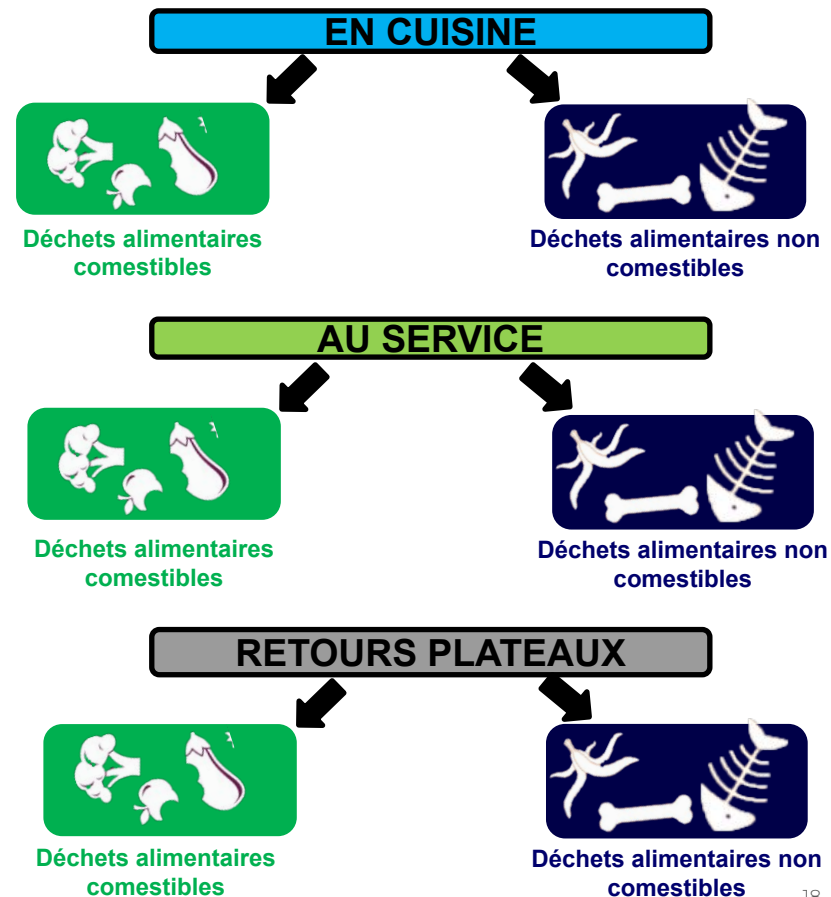 EN CUISINE
Déchets alimentaires
comestibles
Déchets alimentaires non
comestibles
AU SERVICE
Déchets alimentaires
comestibles
Déchets alimentaires non
comestibles
RETOURS PLATEAUX
Déchets alimentaires
comestibles
Déchets alimentaires non
comestibles